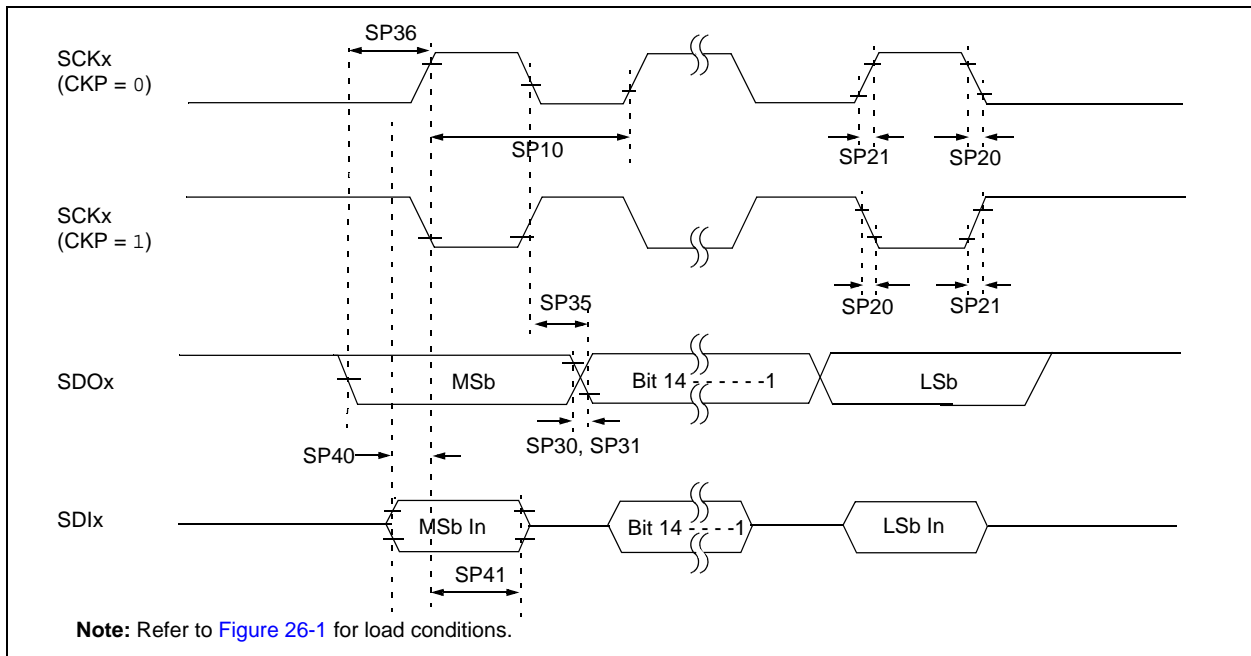 SP36
SCKx
(CKP = 0)
SP10
SP21
SP20
SCKx
(CKP = 1)
SP35
SP20
SP21
SDOx
MSb
Bit 14 - - - - - -1
LSb
SP40
SP30, SP31
SDIx
MSb In
Bit 14 - - - - -1
LSb In
SP41
Note: Refer to Figure 26-1 for load conditions.